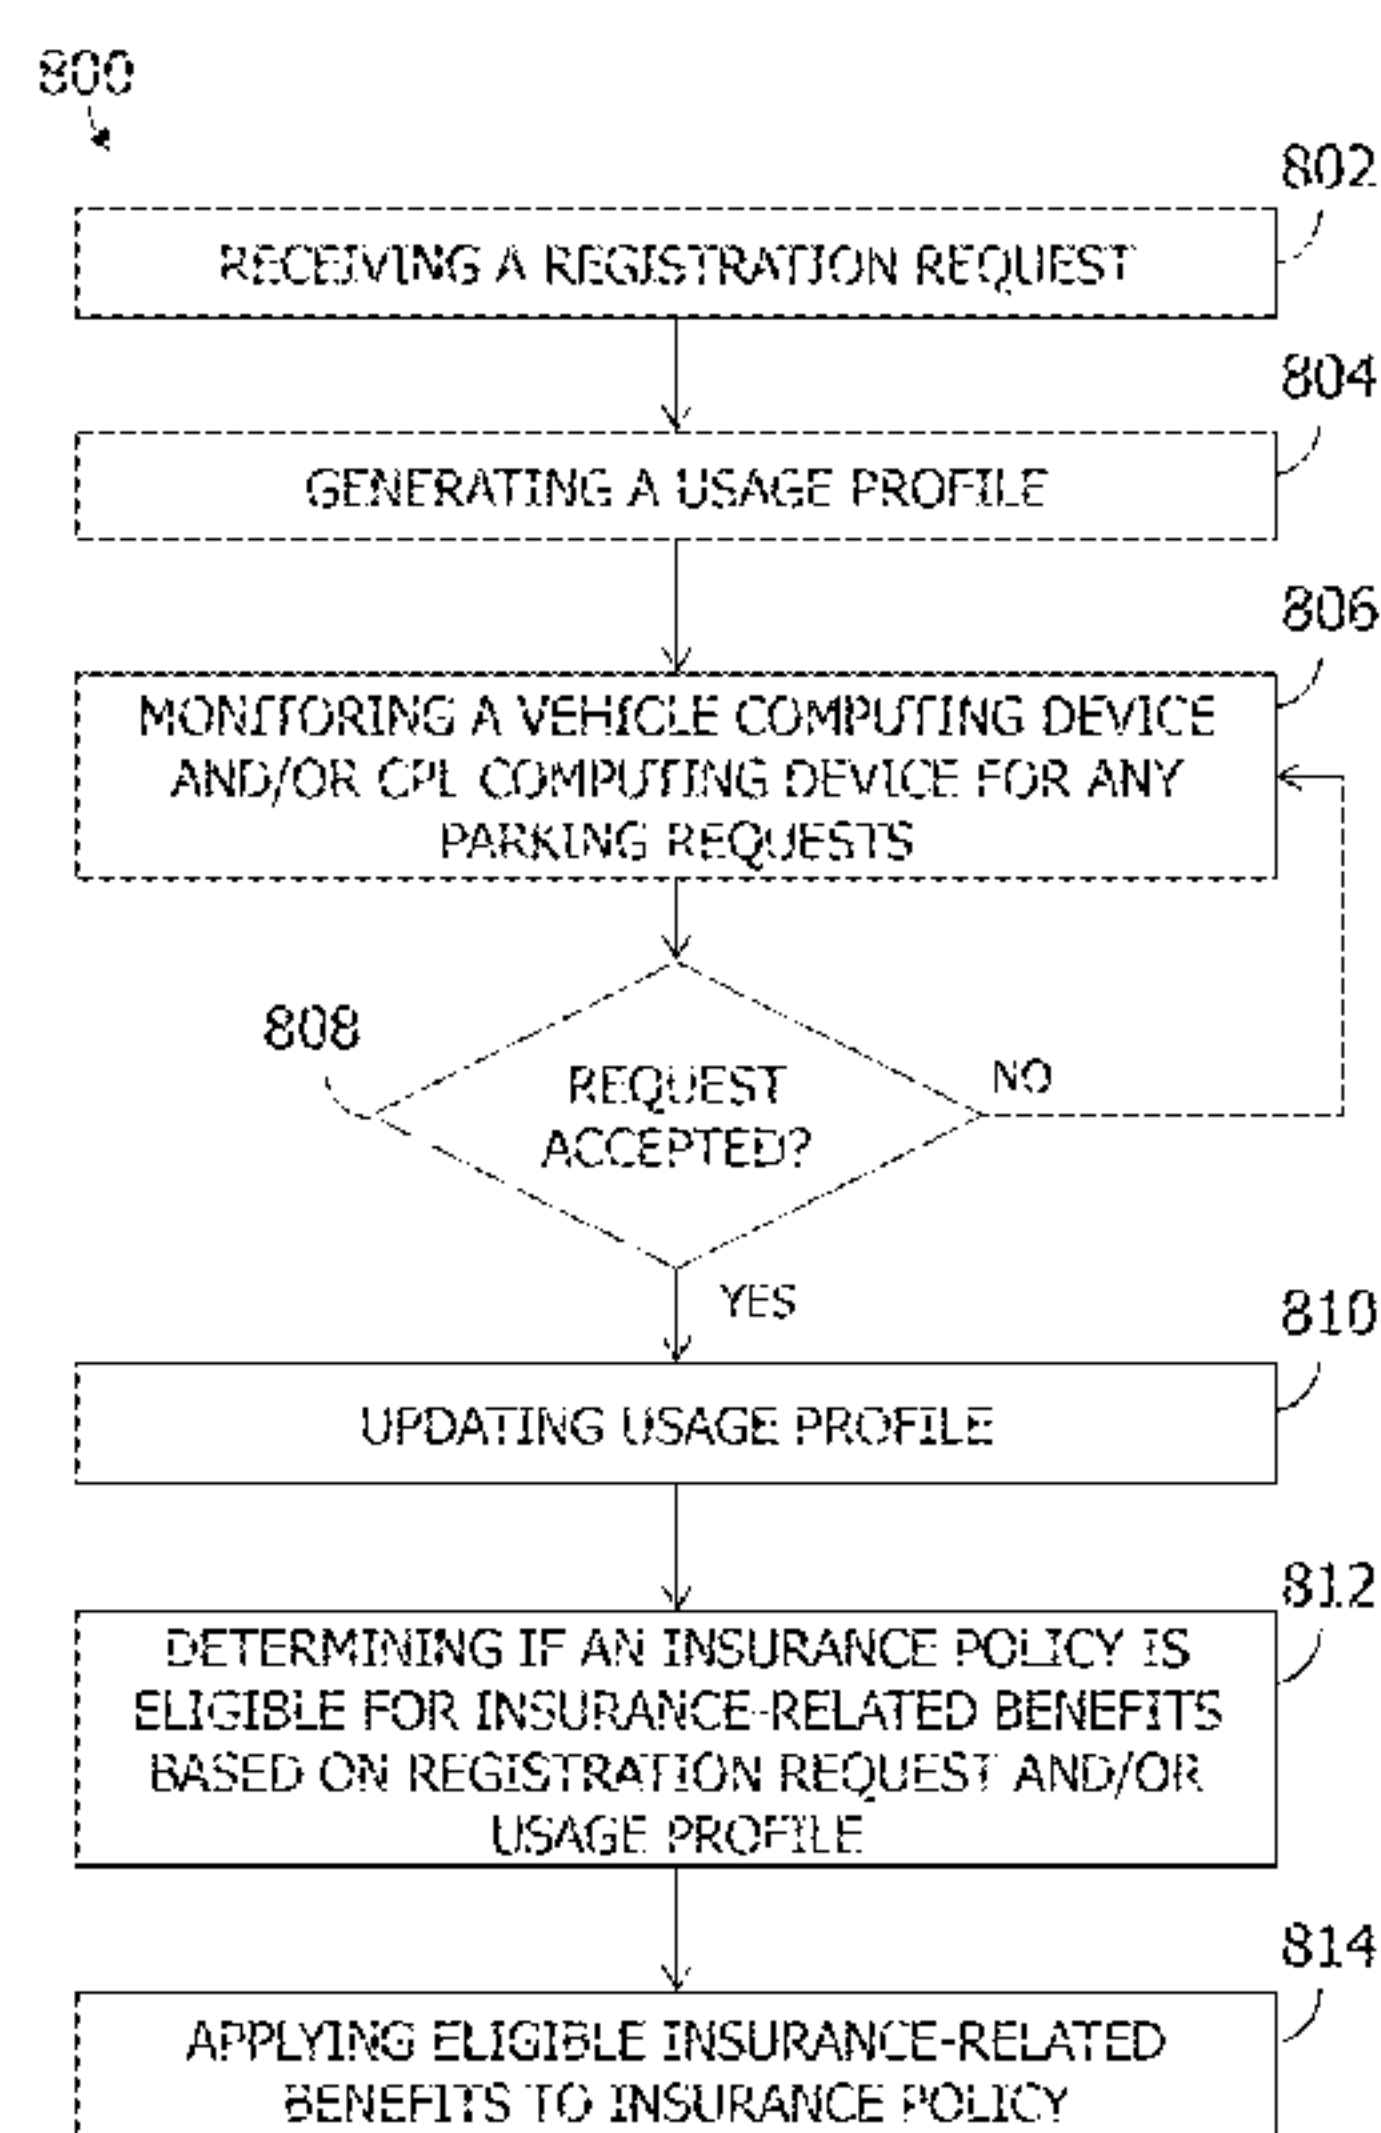 800
802
RECEIVING A REGISTRATION REQUEST
804
GENERATING A USAGE PROFILE
806
MONITORING A VEHICLE COMPUTING DEVICE
AND/OR CPL COMPUTING DEVICE FOR ANY
PARKING REQUESTS
808
REQUEST
ACCEPTED?
NO
YES
810
UPDATING USAGE PROFILE
812
DETERMINING IF AN INSURANCE POLICY IS
ELIGIBLE FOR INSURANCE-RELATED BENEFITS
BASED ON REGISTRATION REQUEST AND/OR
USAGE PROFILE
814
APPLYING ELIGIBLE INSURANCE-RELATED
BENEFITS TO INSURANCE POLICY